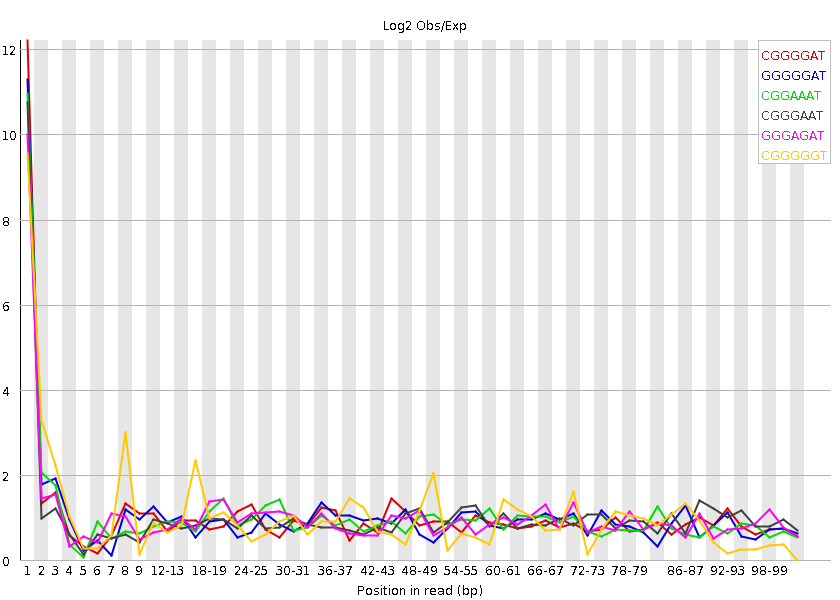 Log2 Obs/Exp
12
10
8
6
4
2
0
CGGGGAT
GGGGGAT
CGGAAAT
CGGGAAT
GGGAGAT
CGGGGGT
1 2 3 4 5 6 7 8 9 12-13 18-19 24-25 30-31 36-37 42-43 48-49 54-55 60-61 66-67 72-73 78-79 86-87 92-93 98-99
Position in read (bp)